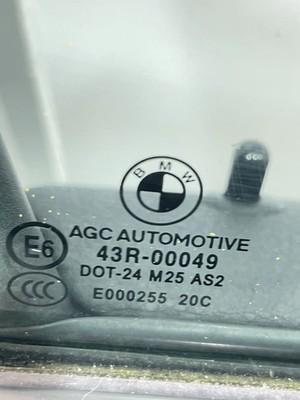 BMW
AGC AUTOMOTIVE
E6 43R-00049
DOT-24 M25 AS2
CCC E000255 20C